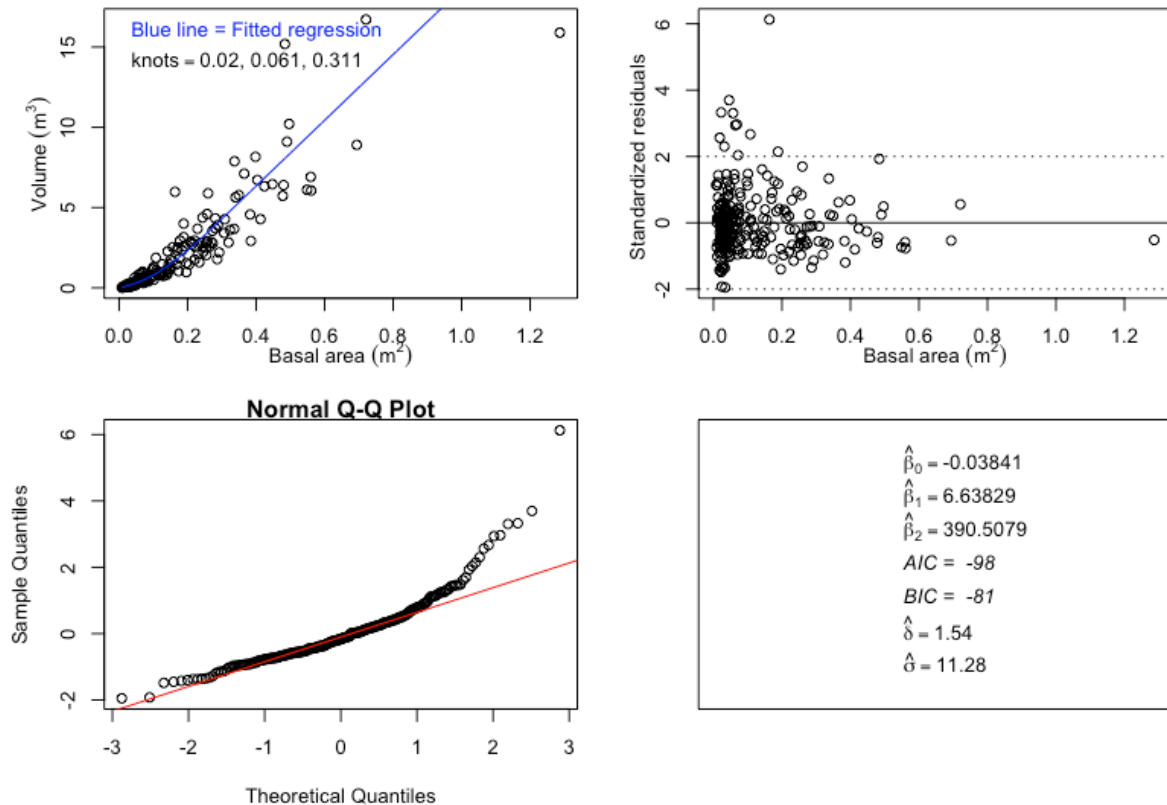 Blue line = Fitted regression
knots = 0.02, 0.061, 0.311
Volume (m³)
0 5 10 15
0.0 0.2 0.4 0.6 0.8 1.0 1.2
Basal area (m²)
Standardized residuals
-2 0 2 4 6
0.0 0.2 0.4 0.6 0.8 1.0 1.2
Basal area (m²)
Normal Q-Q Plot
Sample Quantiles
-2 0 2 4 6
-3 -2 -1 0 1 2 3
Theoretical Quantiles
β̂₀ = -0.03841
β̂₁ = 6.63829
β̂₂ = 390.5079
AIC = -98
BIC = -81
δ̂ = 1.54
σ̂ = 11.28